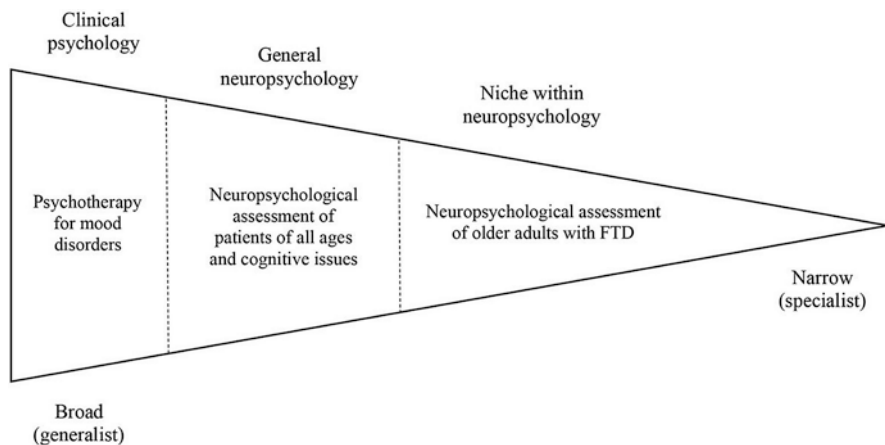 Clinical
psychology
General
neuropsychology
Niche within
neuropsychology
Psychotherapy
for mood
disorders
Neuropsychological
assessment of
patients of all ages
and cognitive issues
Neuropsychological assessment
of older adults with FTD
Narrow
(specialist)
Broad
(generalist)